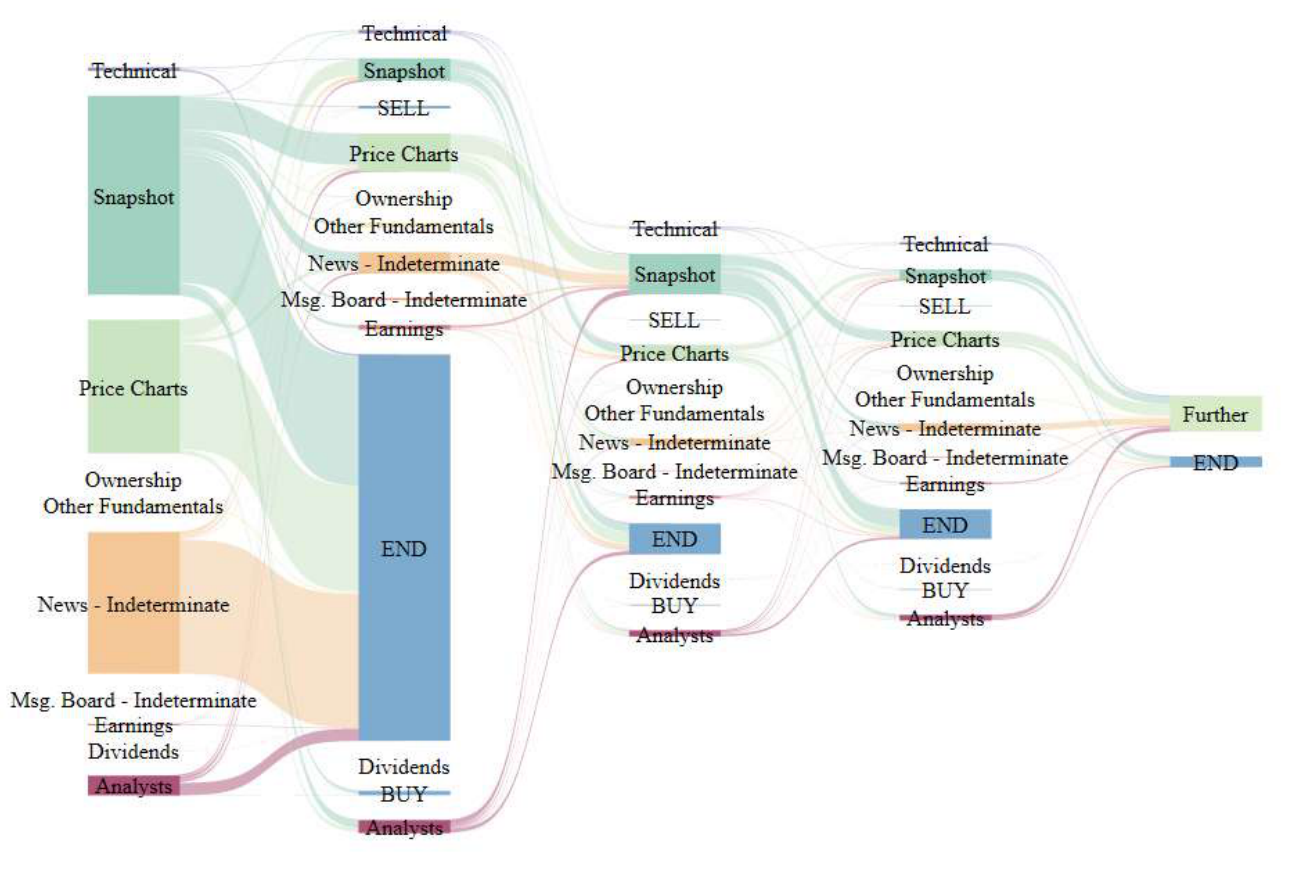 Technical
Snapshot
Price Charts
Ownership
Other Fundamentals
News - Indeterminate
Msg. Board - Indeterminate
Earnings
Dividends
Analysts
Technical
Snapshot
SELL
Price Charts
Ownership
Other Fundamentals
News - Indeterminate
Msg. Board - Indeterminate
Earnings
END
Dividends
BUY
Analysts
Technical
Snapshot
SELL
Price Charts
Ownership
Other Fundamentals
News - Indeterminate
Msg. Board - Indeterminate
Earnings
END
Dividends
BUY
Analysts
Technical
Snapshot
SELL
Price Charts
Ownership
Other Fundamentals
News - Indeterminate
Msg. Board - Indeterminate
Earnings
END
Dividends
BUY
Analysts
Further
END